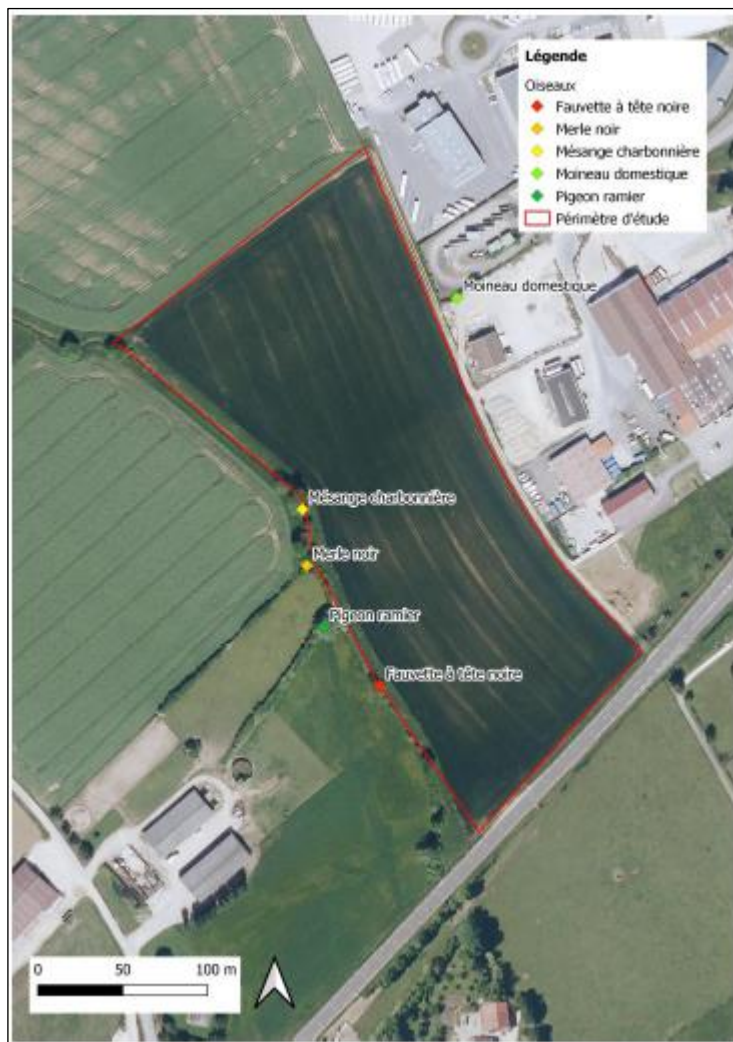 Légende
Oiseaux
Fauvette à tête noire
Merle noir
Mésange charbonnière
Moineau domestique
Pigeon ramier
Périmètre d'étude
Moineau domestique
Mésange charbonnière
Merle noir
Pigeon ramier
Fauvette à tête noire
0 50 100 m